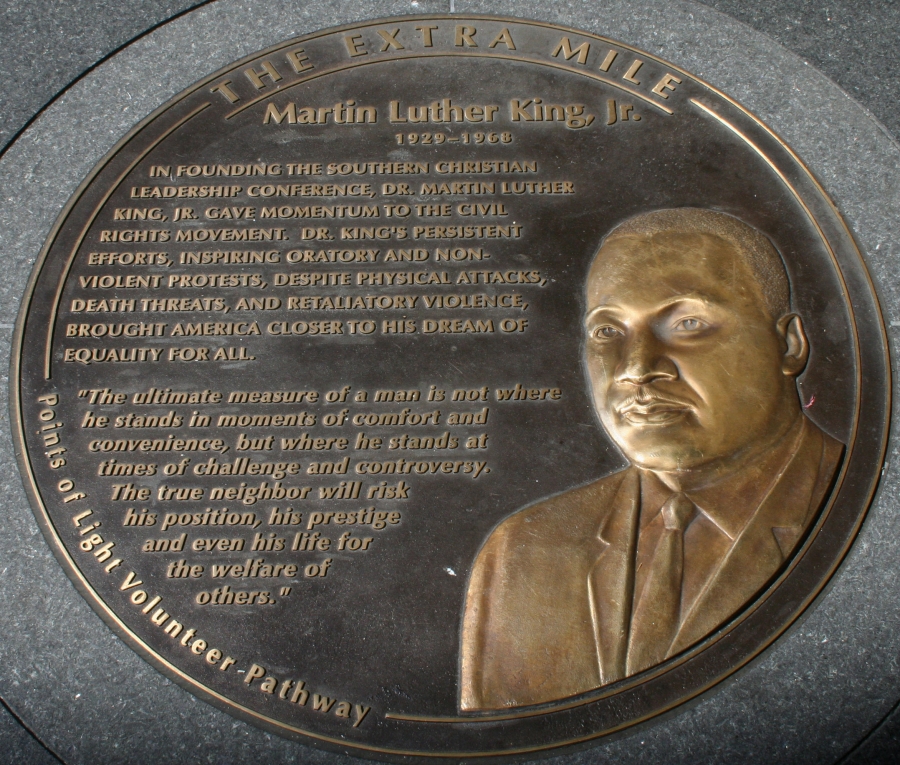 THE EXTRA MILE
Martin Luther King, Jr.
1929–1968
IN FOUNDING THE SOUTHERN CHRISTIAN
LEADERSHIP CONFERENCE, DR. MARTIN LUTHER
KING, JR. GAVE MOMENTUM TO THE CIVIL
RIGHTS MOVEMENT. DR. KING'S PERSISTENT
EFFORTS, INSPIRING ORATORY AND NON-
VIOLENT PROTESTS, DESPITE PHYSICAL ATTACKS,
DEATH THREATS, AND RETALIATORY VIOLENCE,
BROUGHT AMERICA CLOSER TO HIS DREAM OF
EQUALITY FOR ALL.
"The ultimate measure of a man is not where
he stands in moments of comfort and
convenience, but where he stands at
times of challenge and controversy.
The true neighbor will risk
his position, his prestige
and even his life for
the welfare of
others."
Points of Light Volunteer Pathway